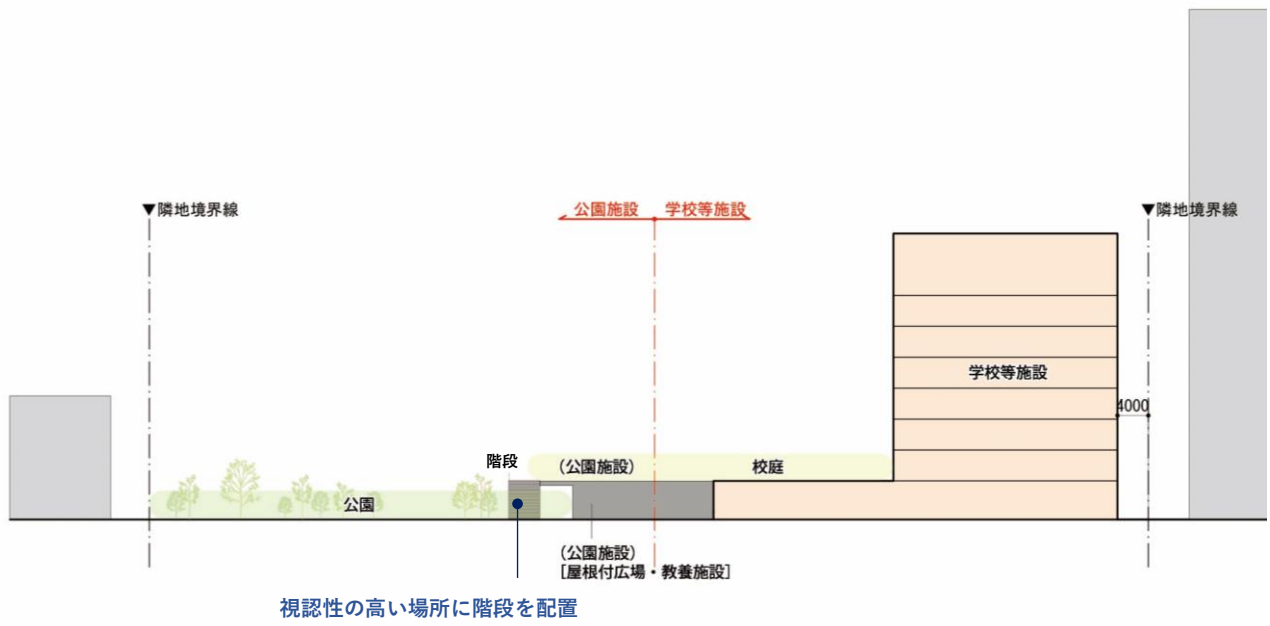 ▼隣地境界線
公園施設
学校等施設
▼隣地境界線
学校等施設
4000
階段
(公園施設)
校庭
公園
(公園施設)
[屋根付広場・教養施設]
視認性の高い場所に階段を配置